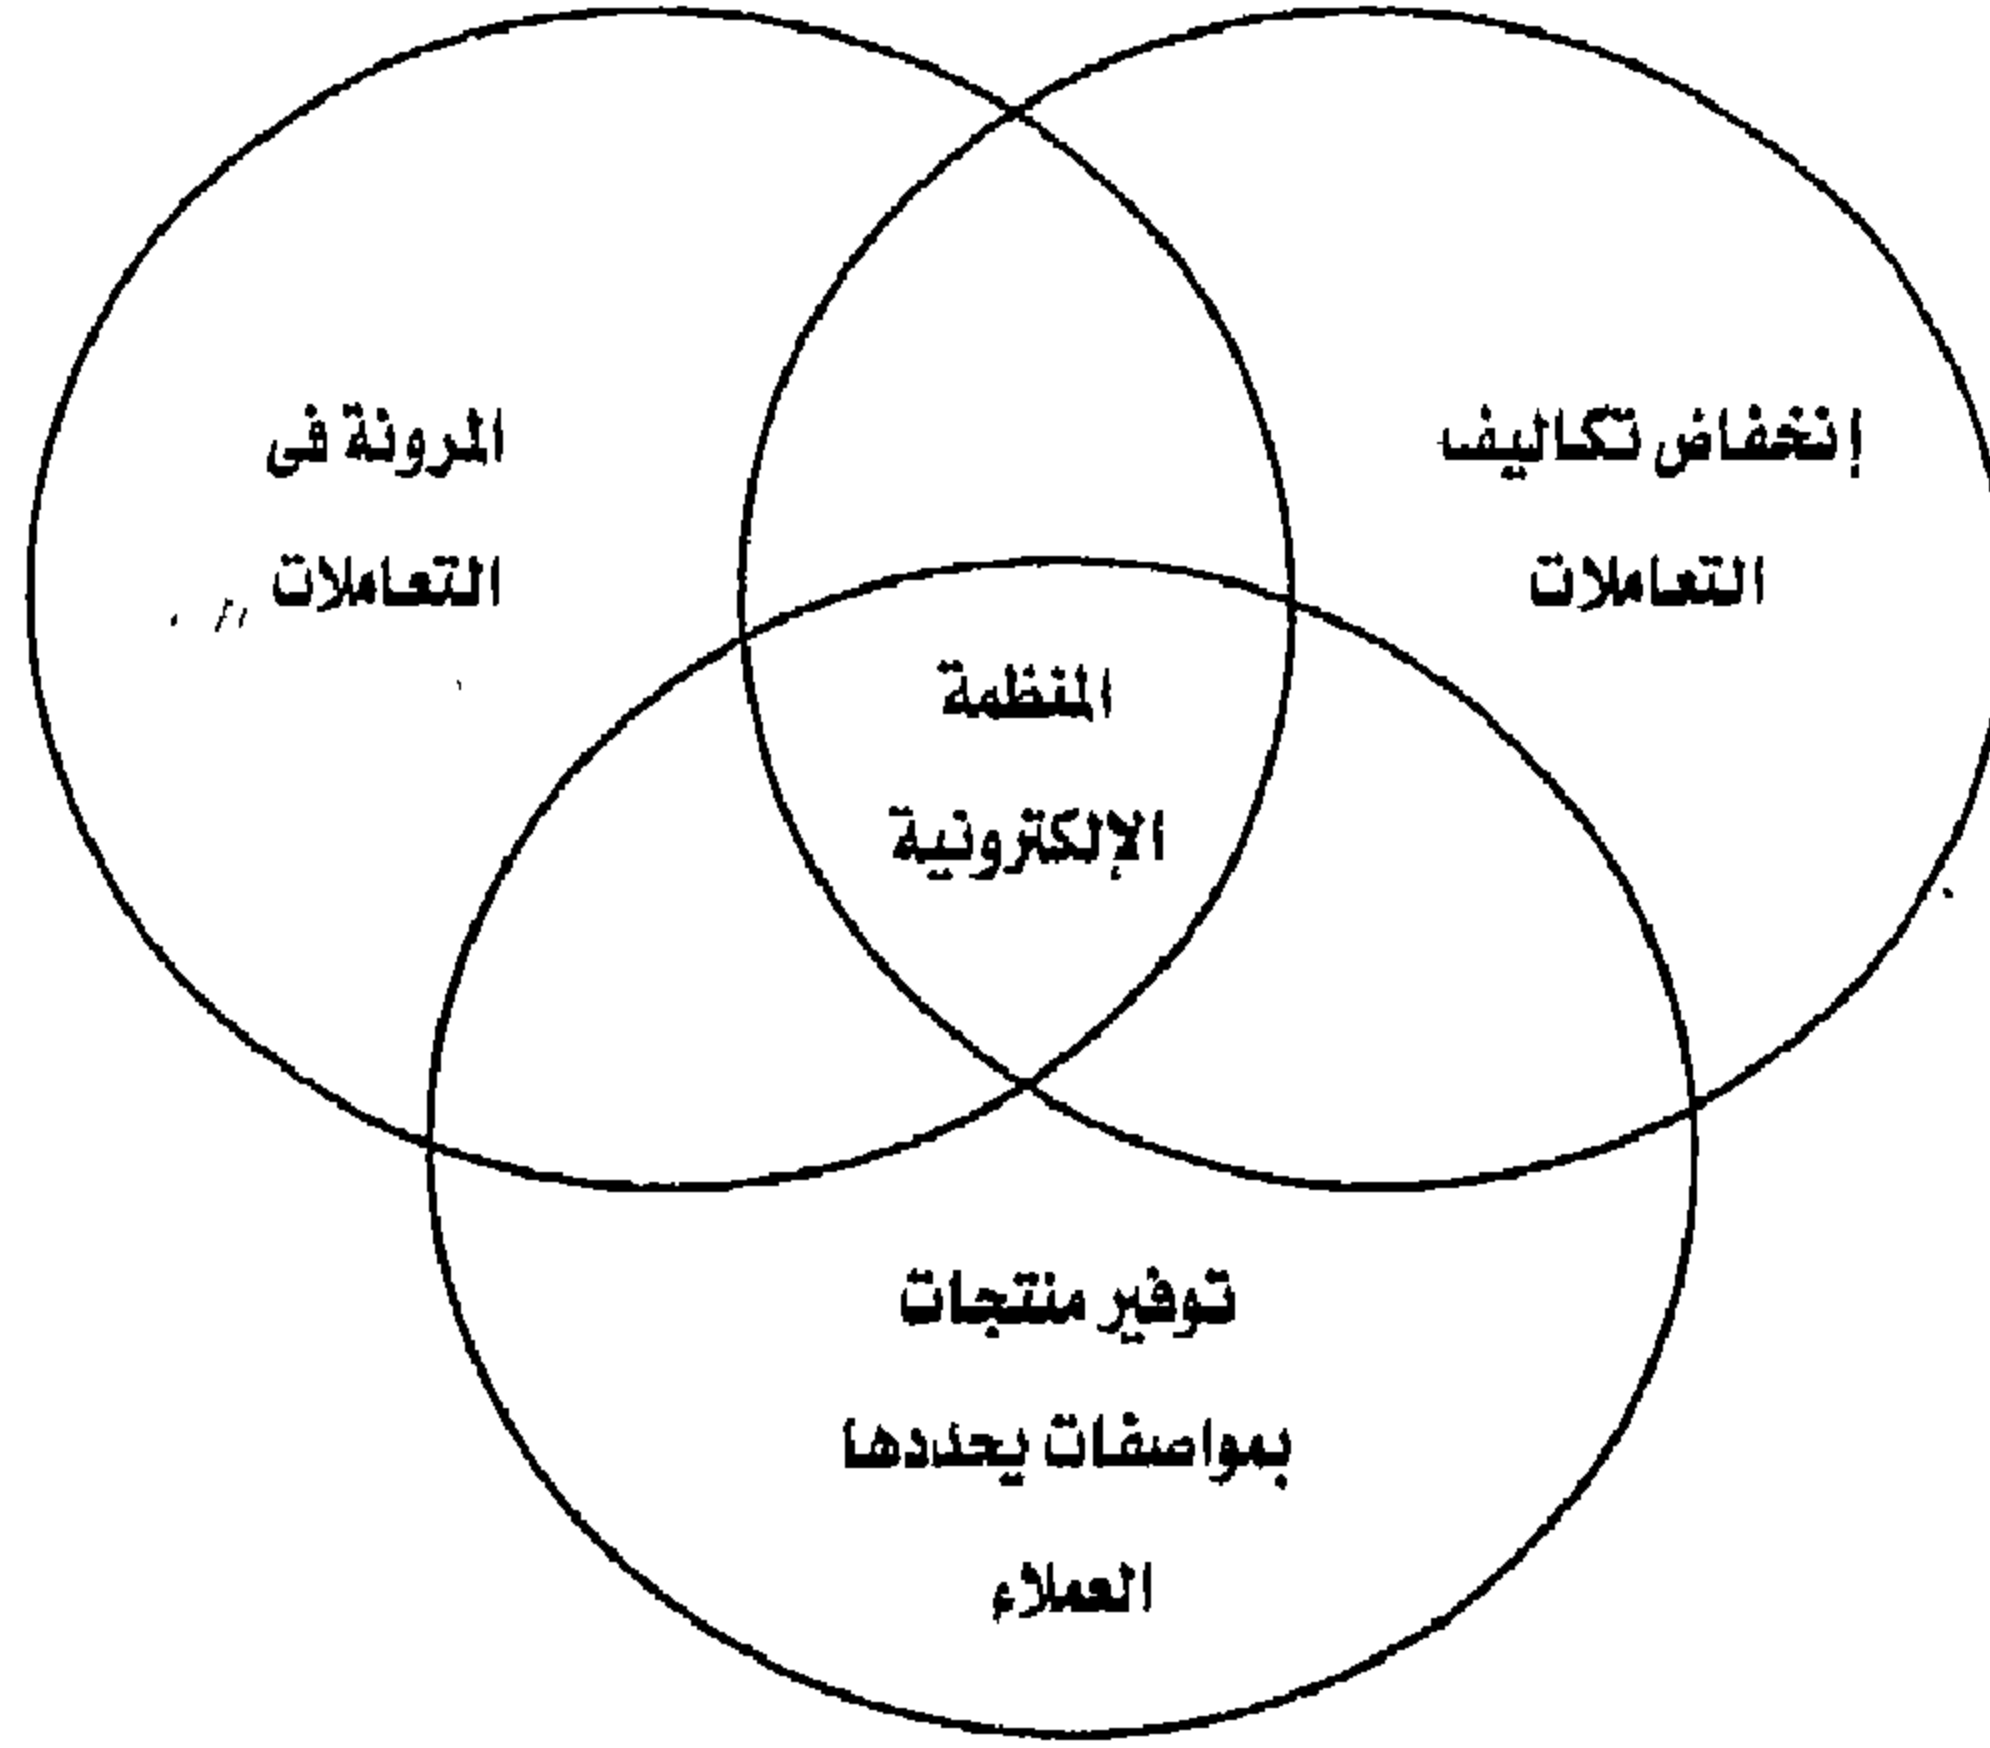 إنخفاض تكاليف
التعاملات
المرونة فى
التعاملات
المنظمة
الإلكترونية
توفير منتجات
بمواصفات يحددها
العملاء